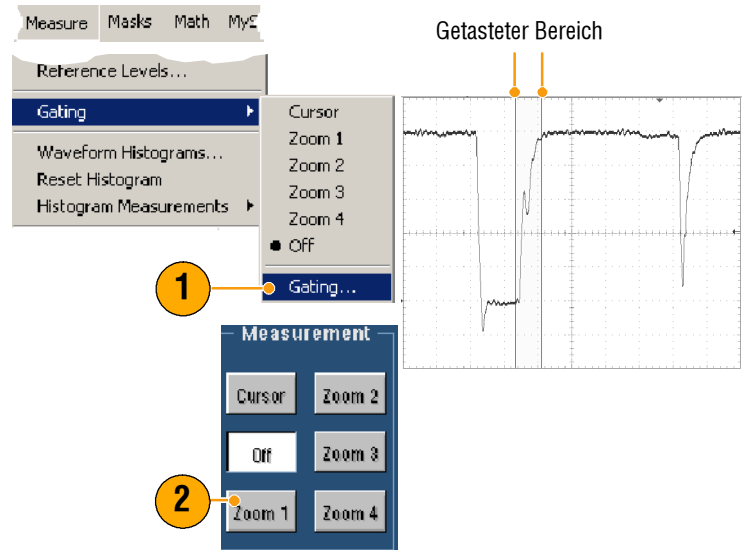 Measure Masks Math MyS
Reference Levels...
Gating
Waveform Histograms...
Reset Histogram
Histogram Measurements
Cursor
Zoom 1
Zoom 2
Zoom 3
Zoom 4
Off
Gating...
1
Getasteter Bereich
Measurement
Cursor Zoom 2
Off Zoom 3
Zoom 1 Zoom 4
2